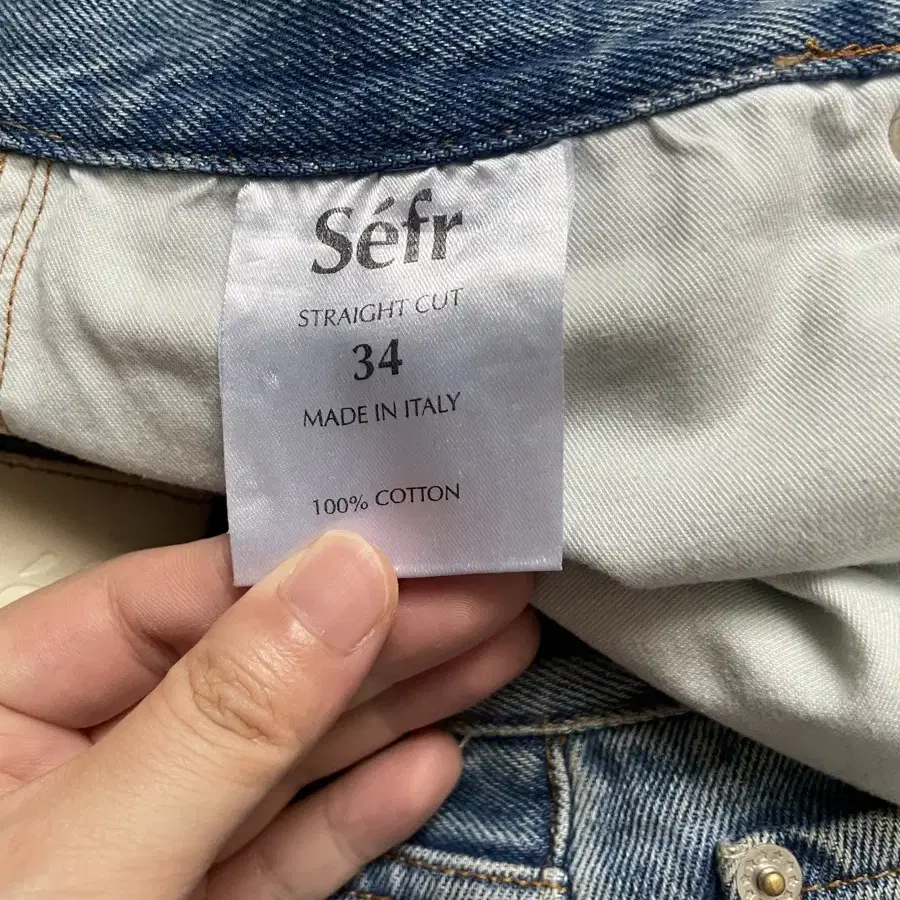 Séfr
STRAIGHT CUT
34
MADE IN ITALY
100% COTTON